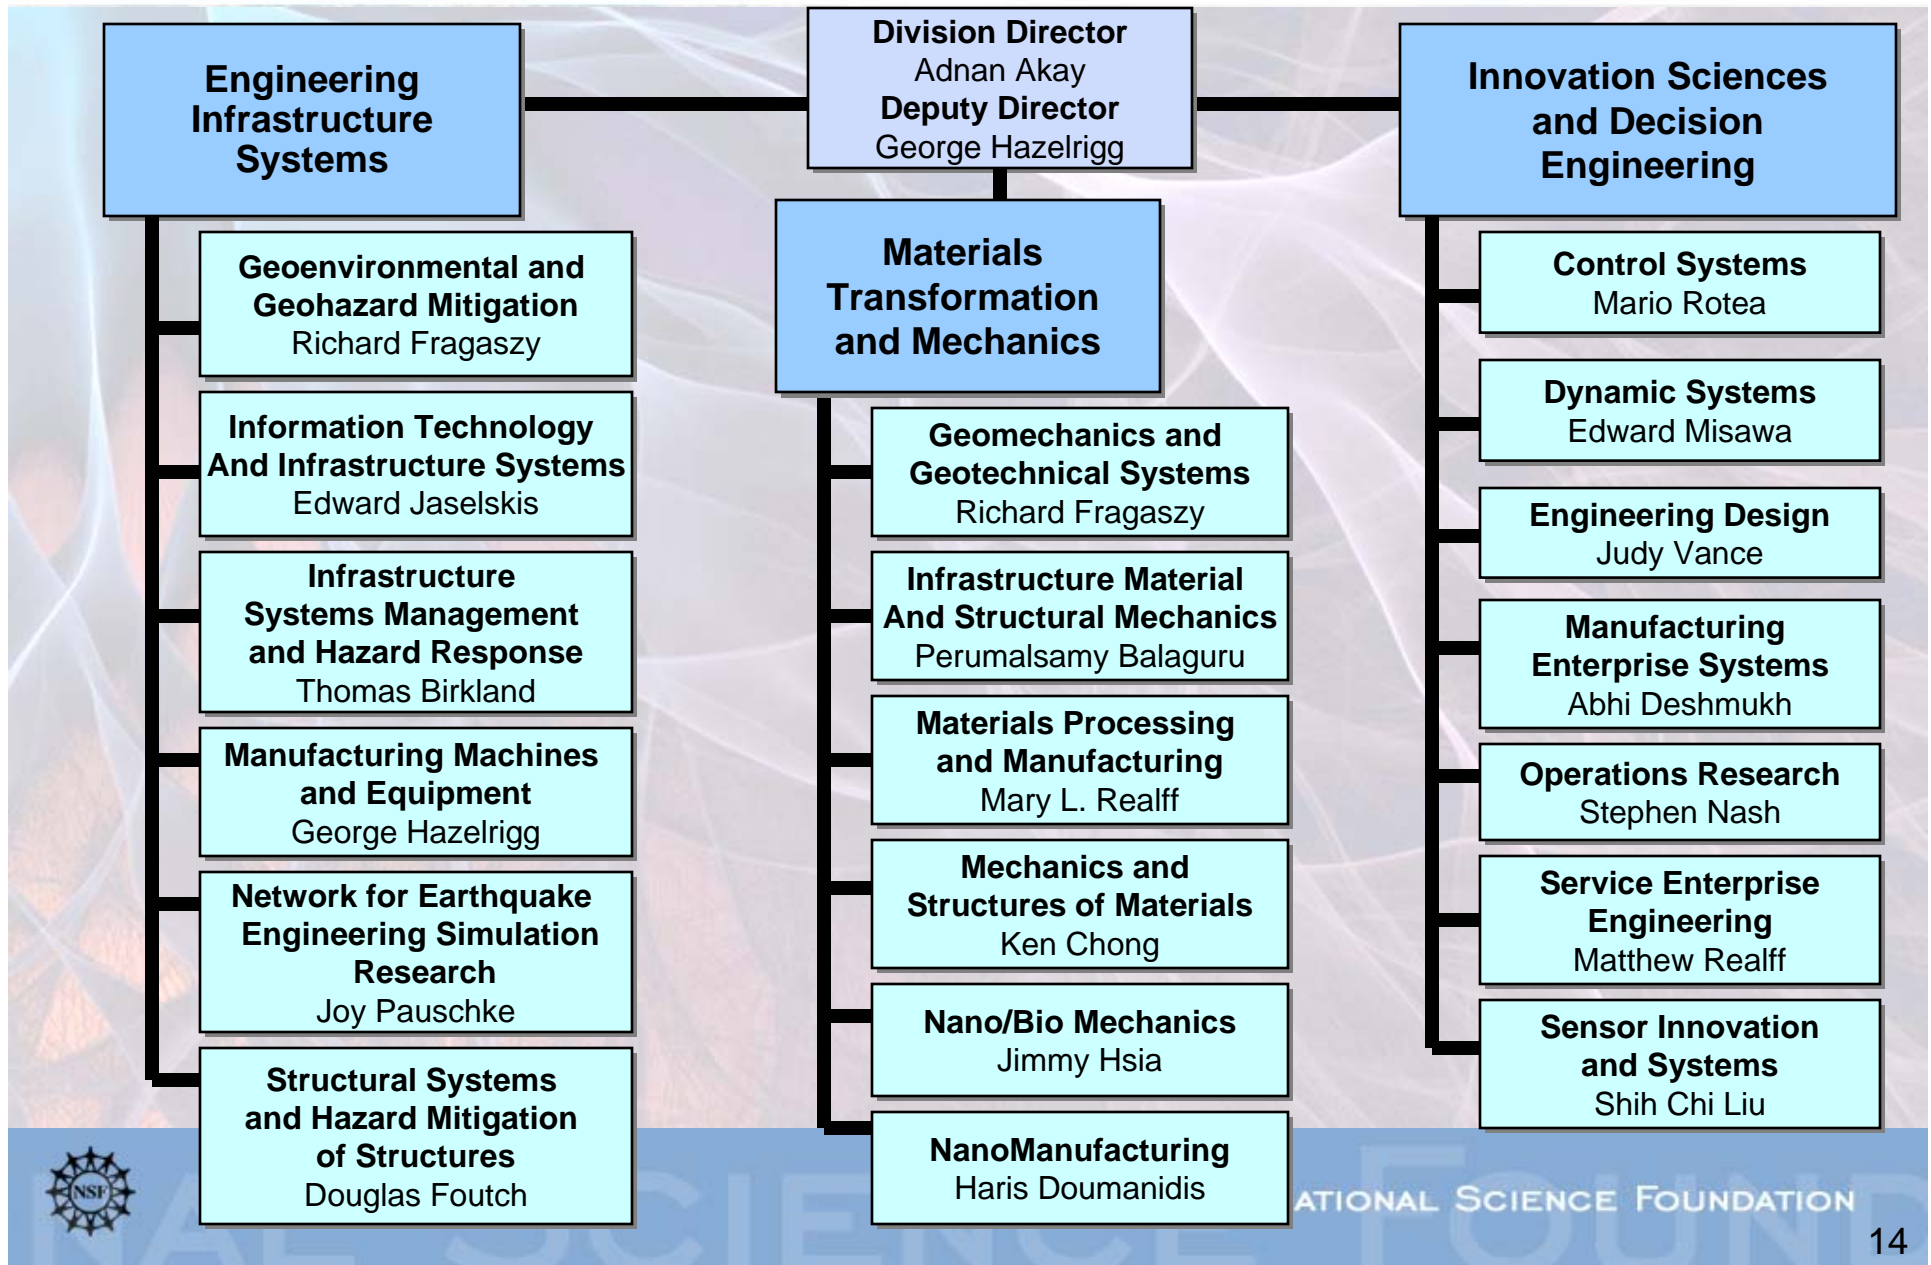 Division Director
Adnan Akay
Deputy Director
George Hazelrigg
Engineering
Infrastructure
Systems
Geoenvironmental and
Geohazard Mitigation
Richard Fragaszy
Information Technology
And Infrastructure Systems
Edward Jaselskis
Infrastructure
Systems Management
and Hazard Response
Thomas Birkland
Manufacturing Machines
and Equipment
George Hazelrigg
Network for Earthquake
Engineering Simulation
Research
Joy Pauschke
Structural Systems
and Hazard Mitigation
of Structures
Douglas Foutch
Materials
Transformation
and Mechanics
Geomechanics and
Geotechnical Systems
Richard Fragaszy
Infrastructure Material
And Structural Mechanics
Perumalsamy Balaguru
Materials Processing
and Manufacturing
Mary L. Realff
Mechanics and
Structures of Materials
Ken Chong
Nano/Bio Mechanics
Jimmy Hsia
NanoManufacturing
Haris Doumanidis
Innovation Sciences
and Decision
Engineering
Control Systems
Mario Rotea
Dynamic Systems
Edward Misawa
Engineering Design
Judy Vance
Manufacturing
Enterprise Systems
Abhi Deshmukh
Operations Research
Stephen Nash
Service Enterprise
Engineering
Matthew Realff
Sensor Innovation
and Systems
Shih Chi Liu
NSF
ATIONAL SCIENCE FOUNDATION
NAL SCIENCE FOUND
14